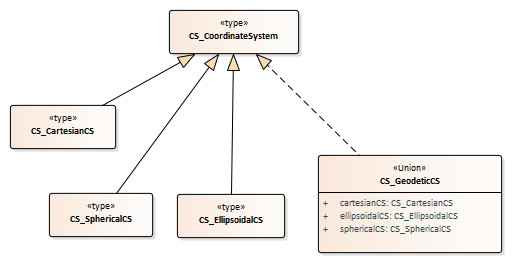 «type»
CS_CoordinateSystem
«type»
CS_CartesianCS
«type»
CS_SphericalCS
«type»
CS_EllipsoidalCS
«Union»
CS_GeodeticCS
+ cartesianCS: CS_CartesianCS
+ ellipsoidalCS: CS_EllipsoidalCS
+ sphericalCS: CS_SphericalCS